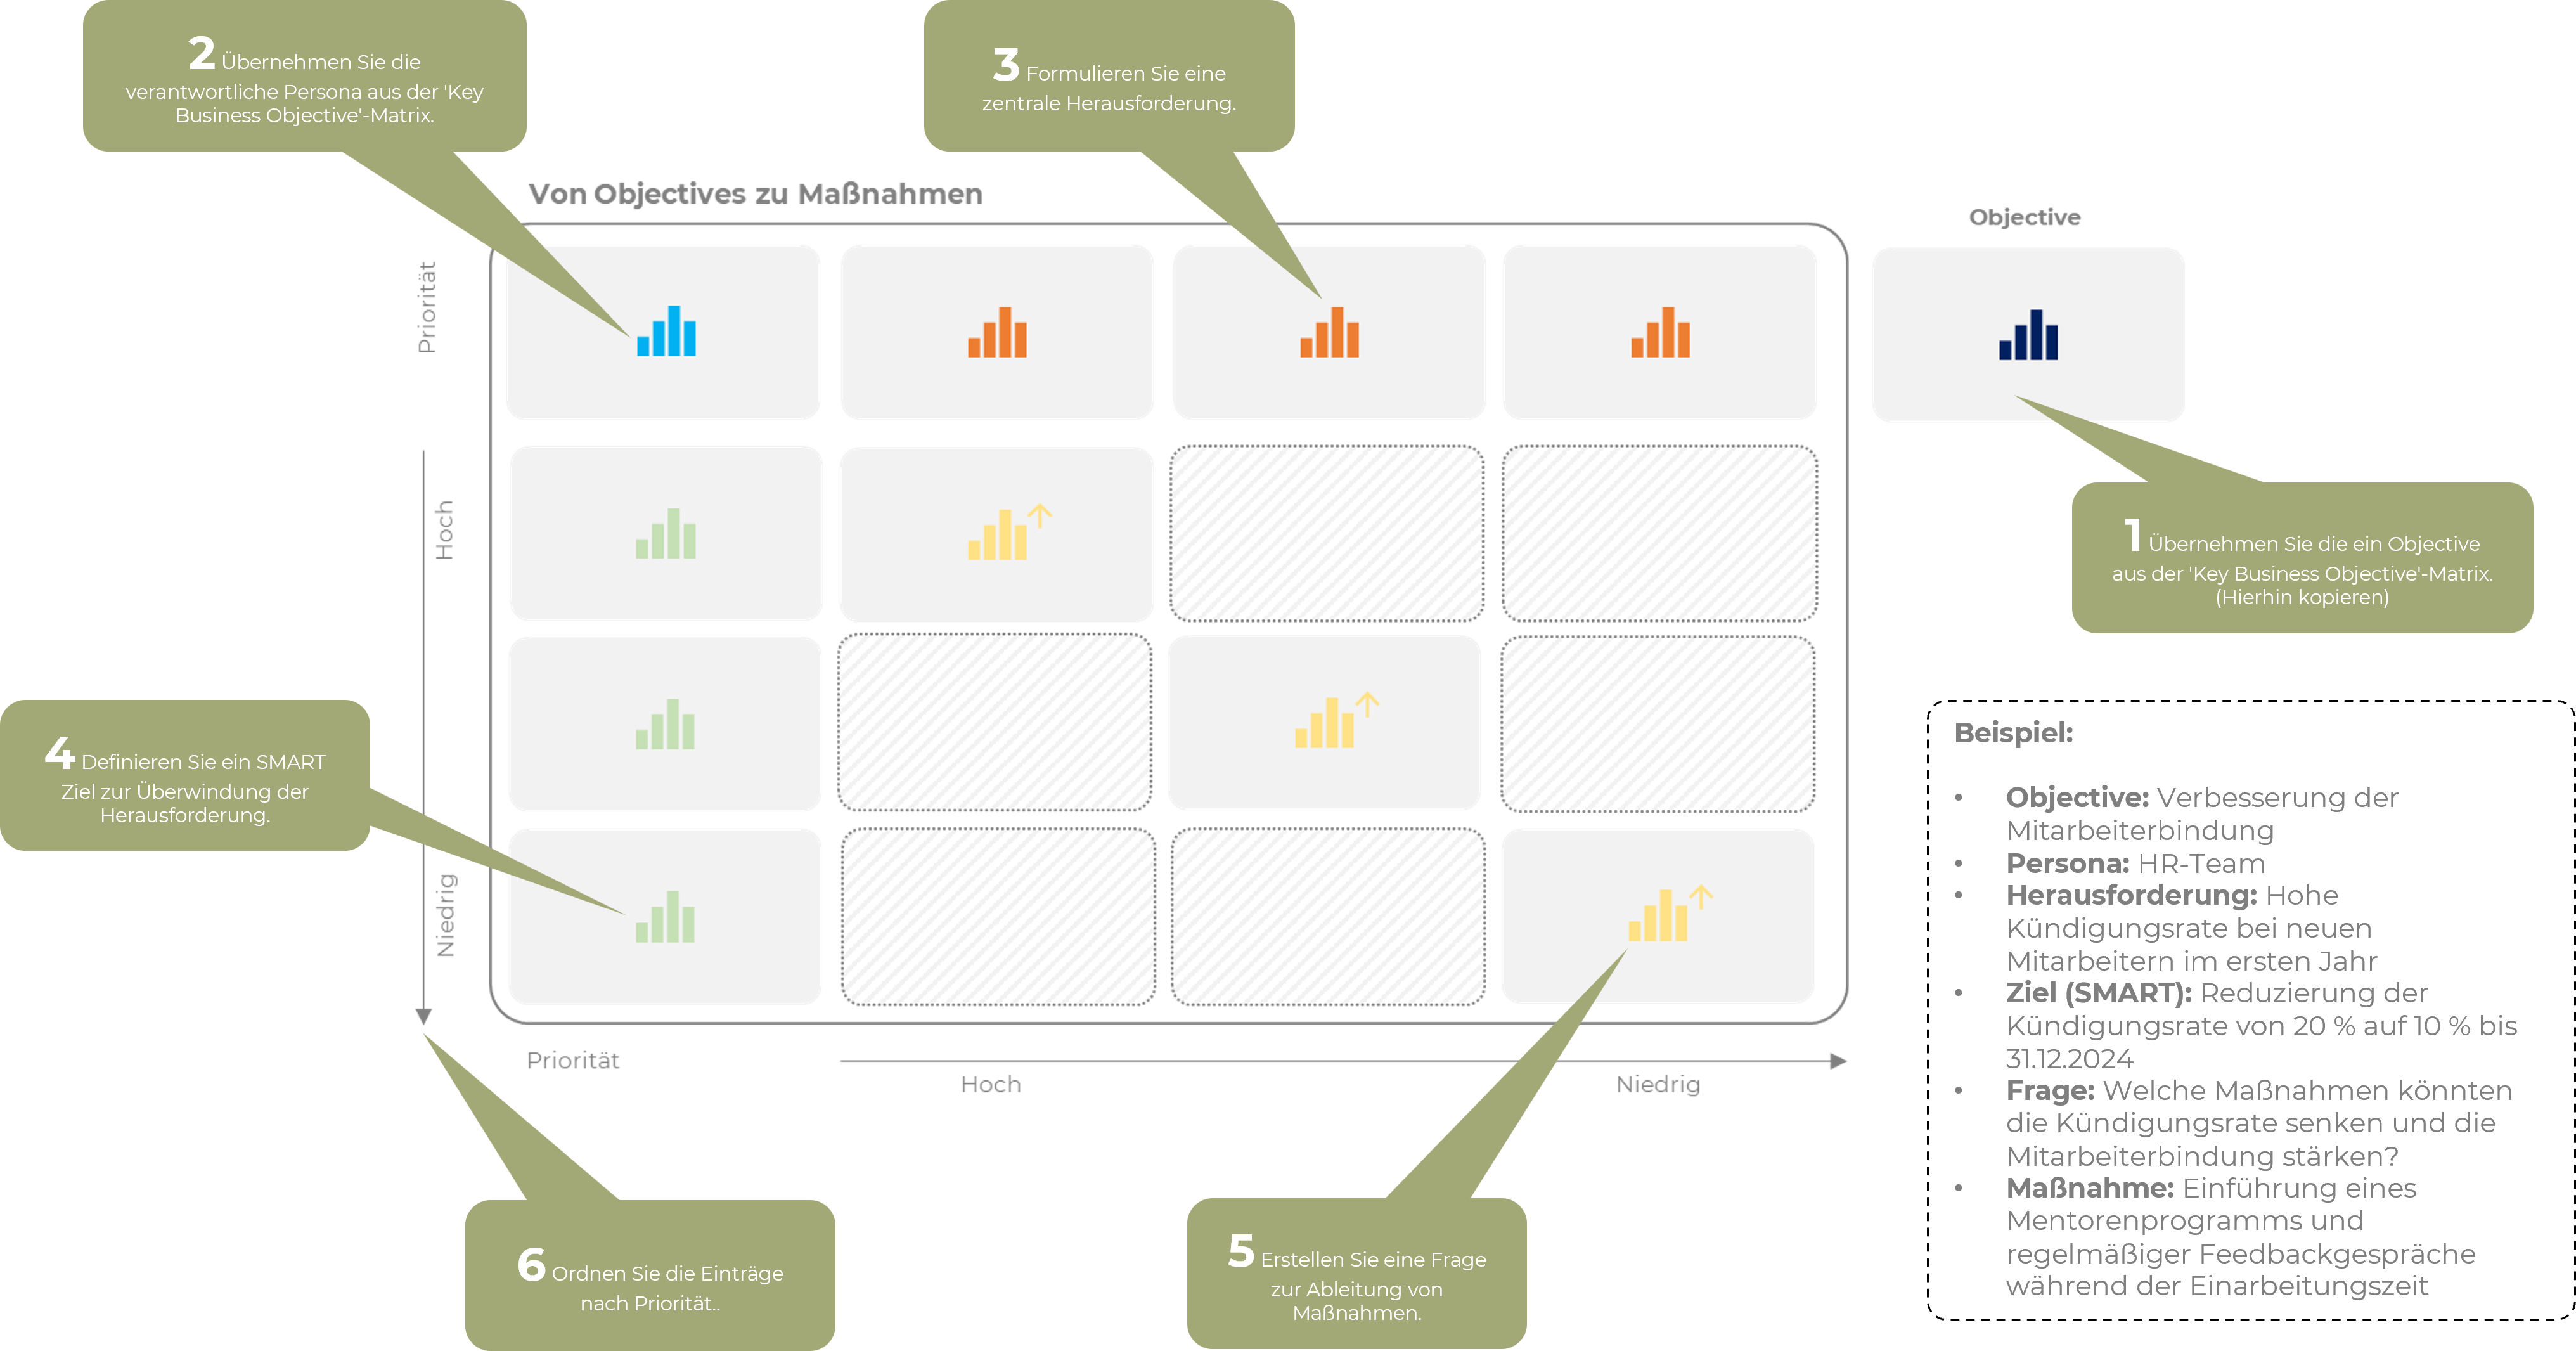 2 Übernehmen Sie die
verantwortliche Persona aus der 'Key
Business Objective'-Matrix.
3 Formulieren Sie eine
zentrale Herausforderung.
Von Objectives zu Maßnahmen
Objective
Priorität
Hoch
Niedrig
1 Übernehmen Sie die ein Objective
aus der 'Key Business Objective'-Matrix.
(Hierhin kopieren)
4 Definieren Sie ein SMART
Ziel zur Überwindung der
Herausforderung.
Priorität
Hoch
Niedrig
6 Ordnen Sie die Einträge
nach Priorität..
5 Erstellen Sie eine Frage
zur Ableitung von
Maßnahmen.
Beispiel:
• Objective: Verbesserung der
Mitarbeiterbindung
• Persona: HR-Team
• Herausforderung: Hohe
Kündigungsrate bei neuen
Mitarbeitern im ersten Jahr
• Ziel (SMART): Reduzierung der
Kündigungsrate von 20 % auf 10 % bis
31.12.2024
• Frage: Welche Maßnahmen könnten
die Kündigungsrate senken und die
Mitarbeiterbindung stärken?
• Maßnahme: Einführung eines
Mentorenprogramms und
regelmäßiger Feedbackgespräche
während der Einarbeitungszeit